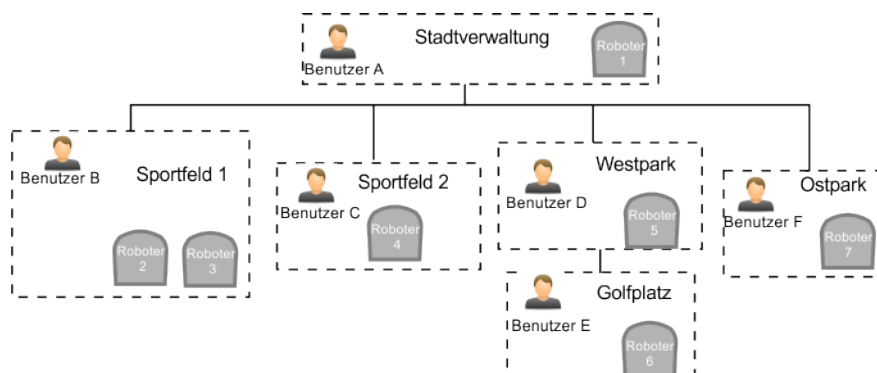 Stadtverwaltung
Benutzer A
Roboter
1
Benutzer B
Sportfeld 1
Roboter
2
Roboter
3
Sportfeld 2
Benutzer C
Roboter
4
Westpark
Benutzer D
Roboter
5
Ostpark
Benutzer F
Roboter
7
Golfplatz
Benutzer E
Roboter
6